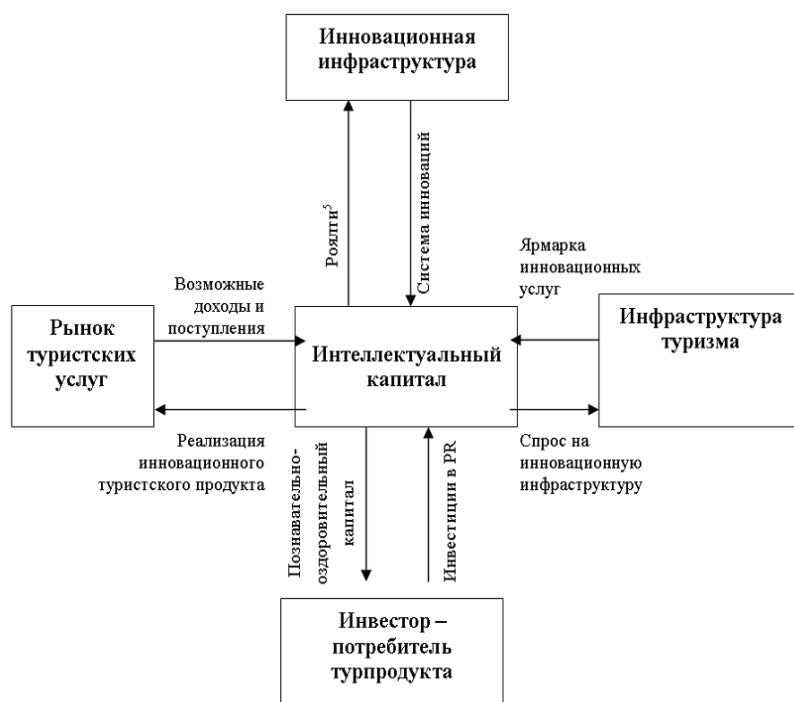 Инновационная
инфраструктура
Роялти⁵
Система инноваций
Ярмарка
инновационных
услуг
Возможные
доходы и
поступления
Рынок
туристских
услуг
Интеллектуальный
капитал
Инфраструктура
туризма
Реализация
инновационного
туристского продукта
Познавательно-
оздоровительный
капитал
Инвестиции в PR
Спрос на
инновационную
инфраструктуру
Инвестор –
потребитель
турпродукта